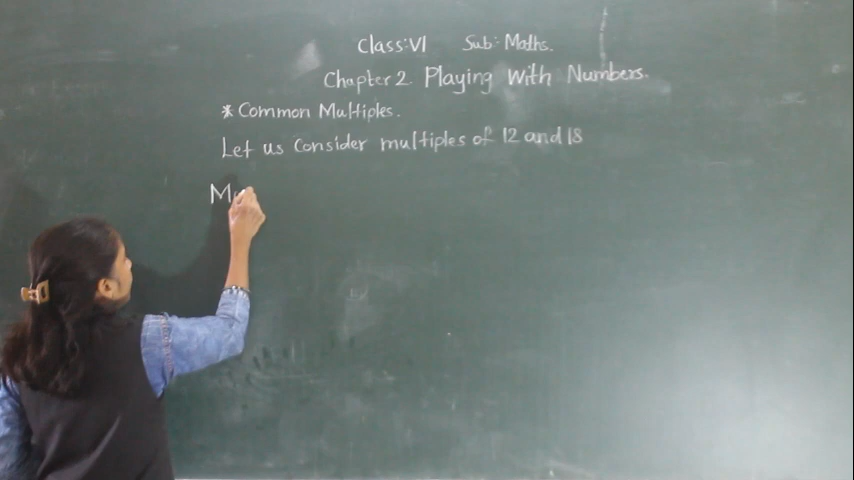 Class:VI Sub:- Maths.
Chapter 2 Playing With Numbers.
* Common Multiples.
Let us Consider multiples of 12 and 18
Mu